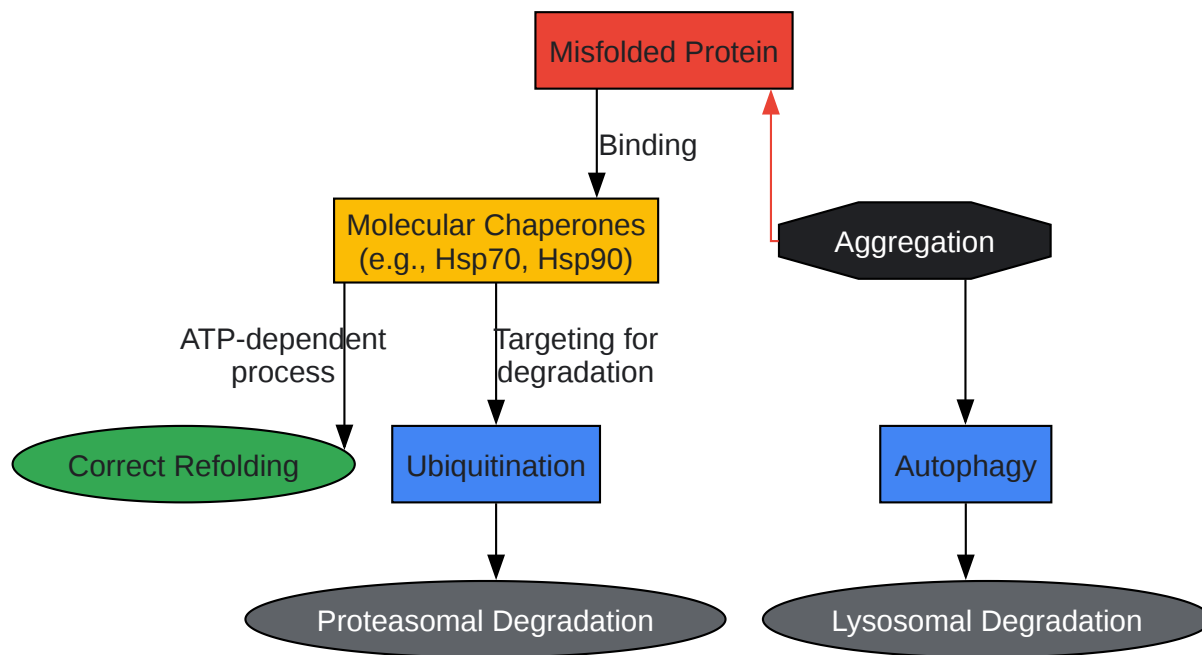 Misfolded Protein
Binding
Molecular Chaperones
(e.g., Hsp70, Hsp90)
Aggregation
ATP-dependent
process
Targeting for
degradation
Correct Refolding
Ubiquitination
Autophagy
Proteasomal Degradation
Lysosomal Degradation